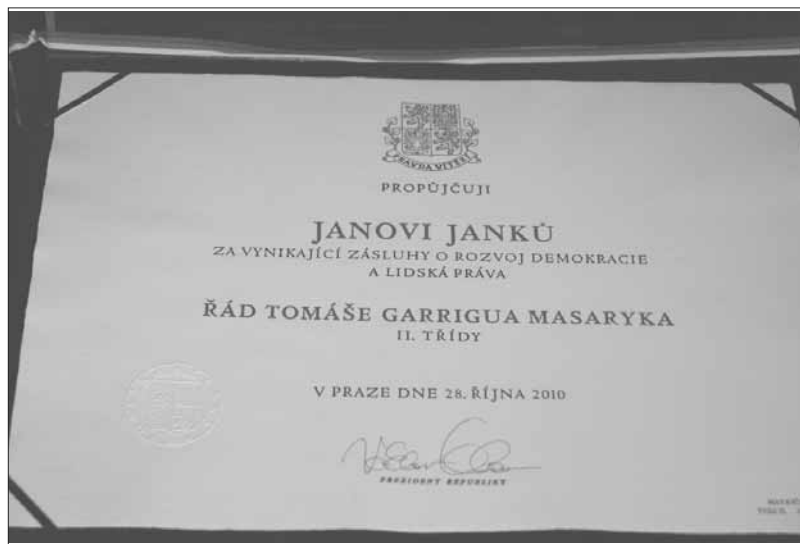 PRAVDA VÍTĚZÍ
PROPŮJČUJI
JANOVI JANKŮ
ZA VYNIKAJÍCÍ ZÁSLUHY O ROZVOJ DEMOKRACIE
A LIDSKÁ PRÁVA
ŘÁD TOMÁŠE GARRIGUA MASARYKA
II. TŘÍDY
V PRAZE DNE 28. ŘÍJNA 2010
PREZIDENT REPUBLIKY